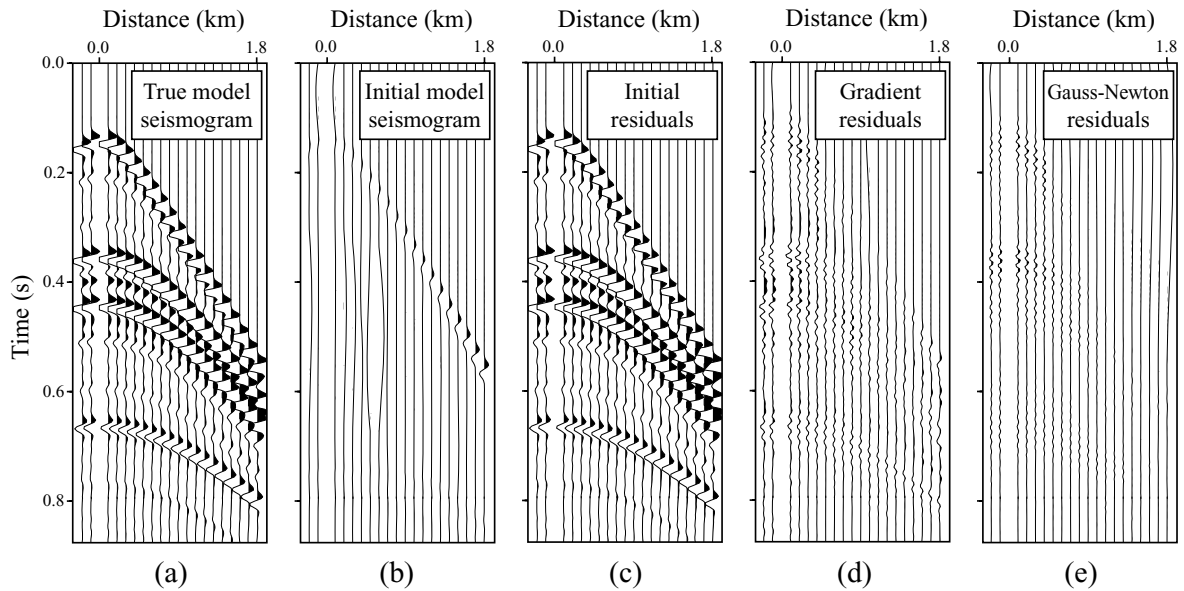 Distance (km) Distance (km) Distance (km) Distance (km) Distance (km)
0.0 1.8 0.0 1.8 0.0 1.8 0.0 1.8 0.0 1.8
0.0
True model
seismogram
Initial model
seismogram
Initial
residuals
Gradient
residuals
Gauss-Newton
residuals
0.2
0.4
0.6
0.8
Time (s)
(a) (b) (c) (d) (e)